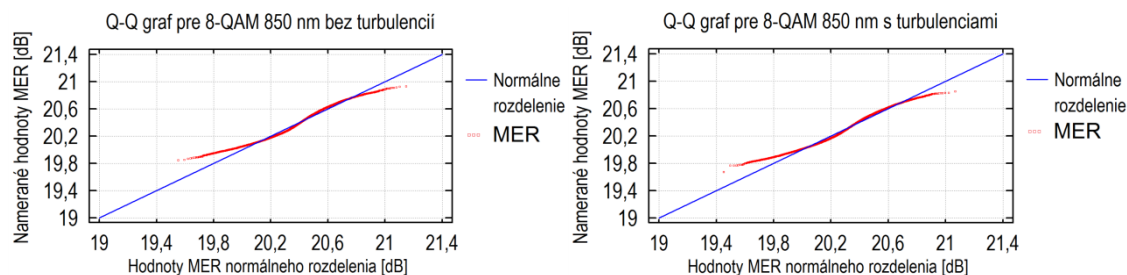 Q-Q graf pre 8-QAM 850 nm bez turbulencií
Namerané hodnoty MER [dB]
21,4
21
20,6
20,2
19,8
19,4
19
19 19,4 19,8 20,2 20,6 21 21,4
Hodnoty MER normálneho rozdelenia [dB]
Normálne
rozdelenie
MER
Q-Q graf pre 8-QAM 850 nm s turbulenciami
Namerané hodnoty MER [dB]
21,4
21
20,6
20,2
19,8
19,4
19
19 19,4 19,8 20,2 20,6 21 21,4
Hodnoty MER normálneho rozdelenia [dB]
Normálne
rozdelenie
MER